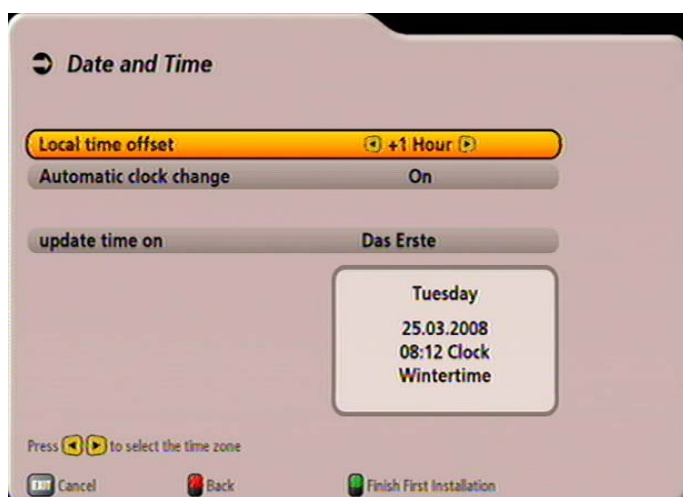 Date and Time
Local time offset +1 Hour
Automatic clock change On
update time on Das Erste
Tuesday
25.03.2008
08:12 Clock
Wintertime
Press to select the time zone
Cancel Back Finish First Installation